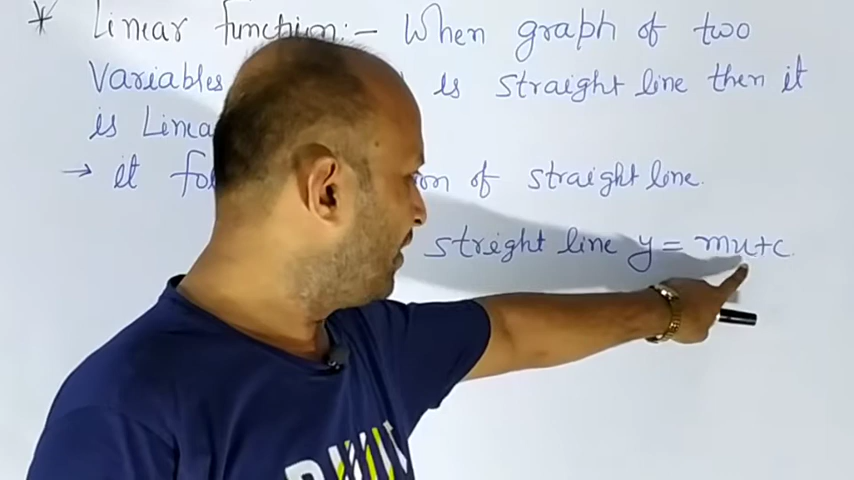 * Linear function:- When graph of two
Variables is straight line then it
is Linea
→ it fo on of straight line.
streight line y = mx+c.